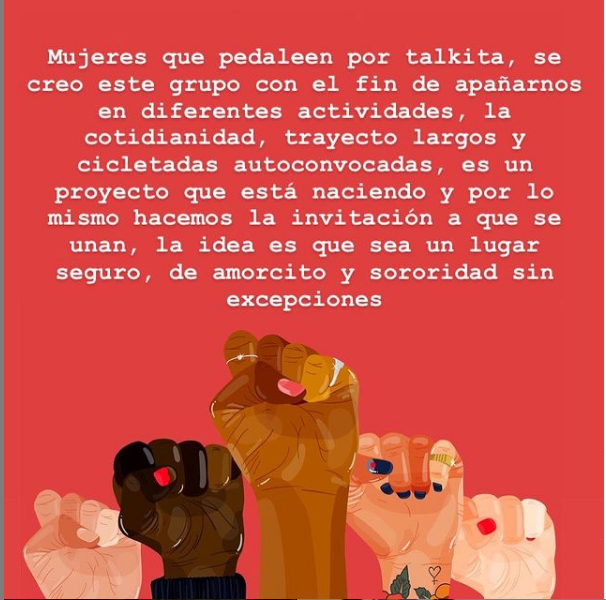 Mujeres que pedaleen por talkita, se
creo este grupo con el fin de apañarnos
en diferentes actividades, la
cotidianidad, trayecto largos y
cicletadas autoconvocadas, es un
proyecto que está naciendo y por lo
mismo hacemos la invitación a que se
unan, la idea es que sea un lugar
seguro, de amorcito y sororidad sin
excepciones